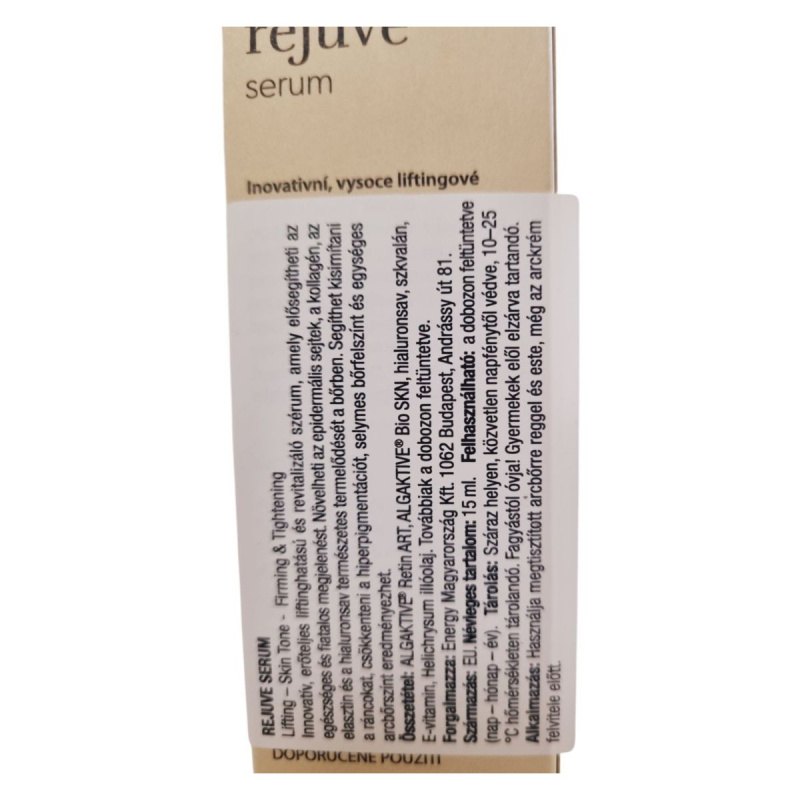 rejuve
serum
Inovativní, vysoce liftingové
REJUVE SERUM
Lifting – Skin Tone - Firming & Tightening
Innovatív, erőteljes liftinghatású és revitalizáló szérum, amely elősegítheti az
egészséges és fiatalos megjelenést. Növelheti az epidermális sejtek, a kollagén, az
elasztin és a hialuronsav természetes termelődését a bőrben. Segíthet kisimítani
a ráncokat, csökkenteni a hiperpigmentációt, selymes bőrfelszínt és egységes
arcbőrszínt eredményezhet.
Összetétel: ALGAKTIVE® Retin ART, ALGAKTIVE® Bio SKN, hialuronsav, szkvalán,
E-vitamin, Helichrysum illóolaj. Továbbiak a dobozon feltüntetve.
Forgalmazza: Energy Magyarország Kft. 1062 Budapest, Andrássy út 81.
Származás: EU. Névleges tartalom: 15 ml. Felhasználható: a dobozon feltüntetve
(nap – hónap – év). Tárolás: Száraz helyen, közvetlen napfénytől védve, 10–25
°C hőmérsékleten tárolandó. Fagyástól óvja! Gyermekek elől elzárva tartandó.
Alkalmazás: Használja megtisztított arcbőrre reggel és este, még az arckrém
felvitele előtt.
DOPORUČENÉ POUŽITÍ